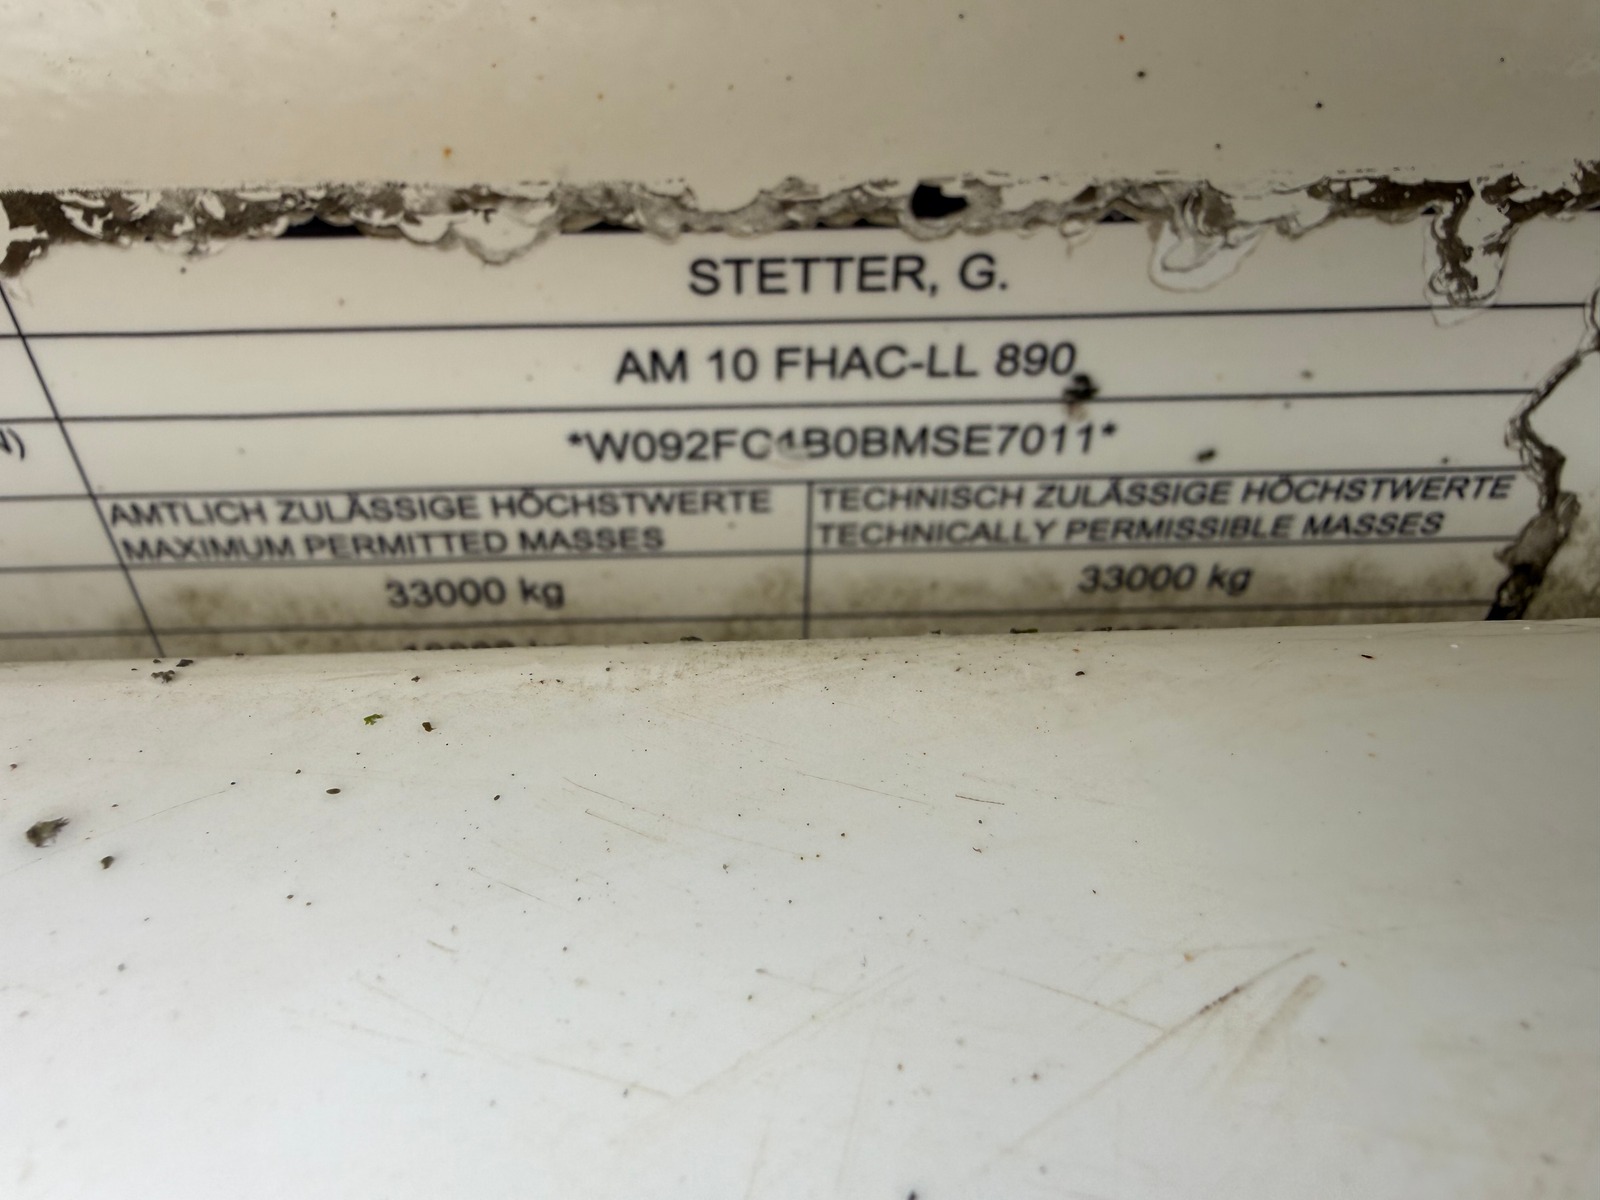 STETTER, G.
AM 10 FHAC-LL 890
N)
*W092FC1B0BMSE7011*
AMTLICH ZULÄSSIGE HÖCHSTWERTE
MAXIMUM PERMITTED MASSES
TECHNISCH ZULÄSSIGE HÖCHSTWERTE
TECHNICALLY PERMISSIBLE MASSES
33000 kg
33000 kg